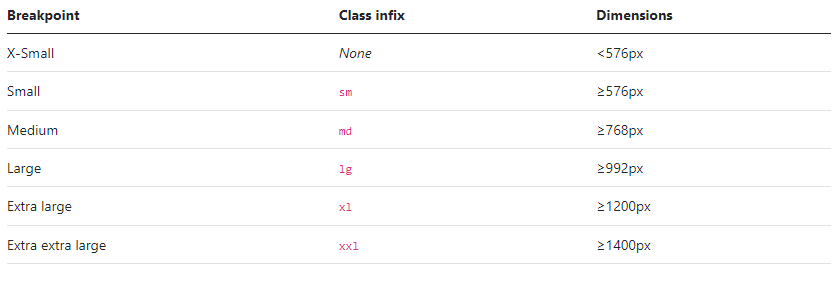 Breakpoint Class infix Dimensions
X-Small None <576px
Small sm ≥576px
Medium md ≥768px
Large lg ≥992px
Extra large xl ≥1200px
Extra extra large xxl ≥1400px